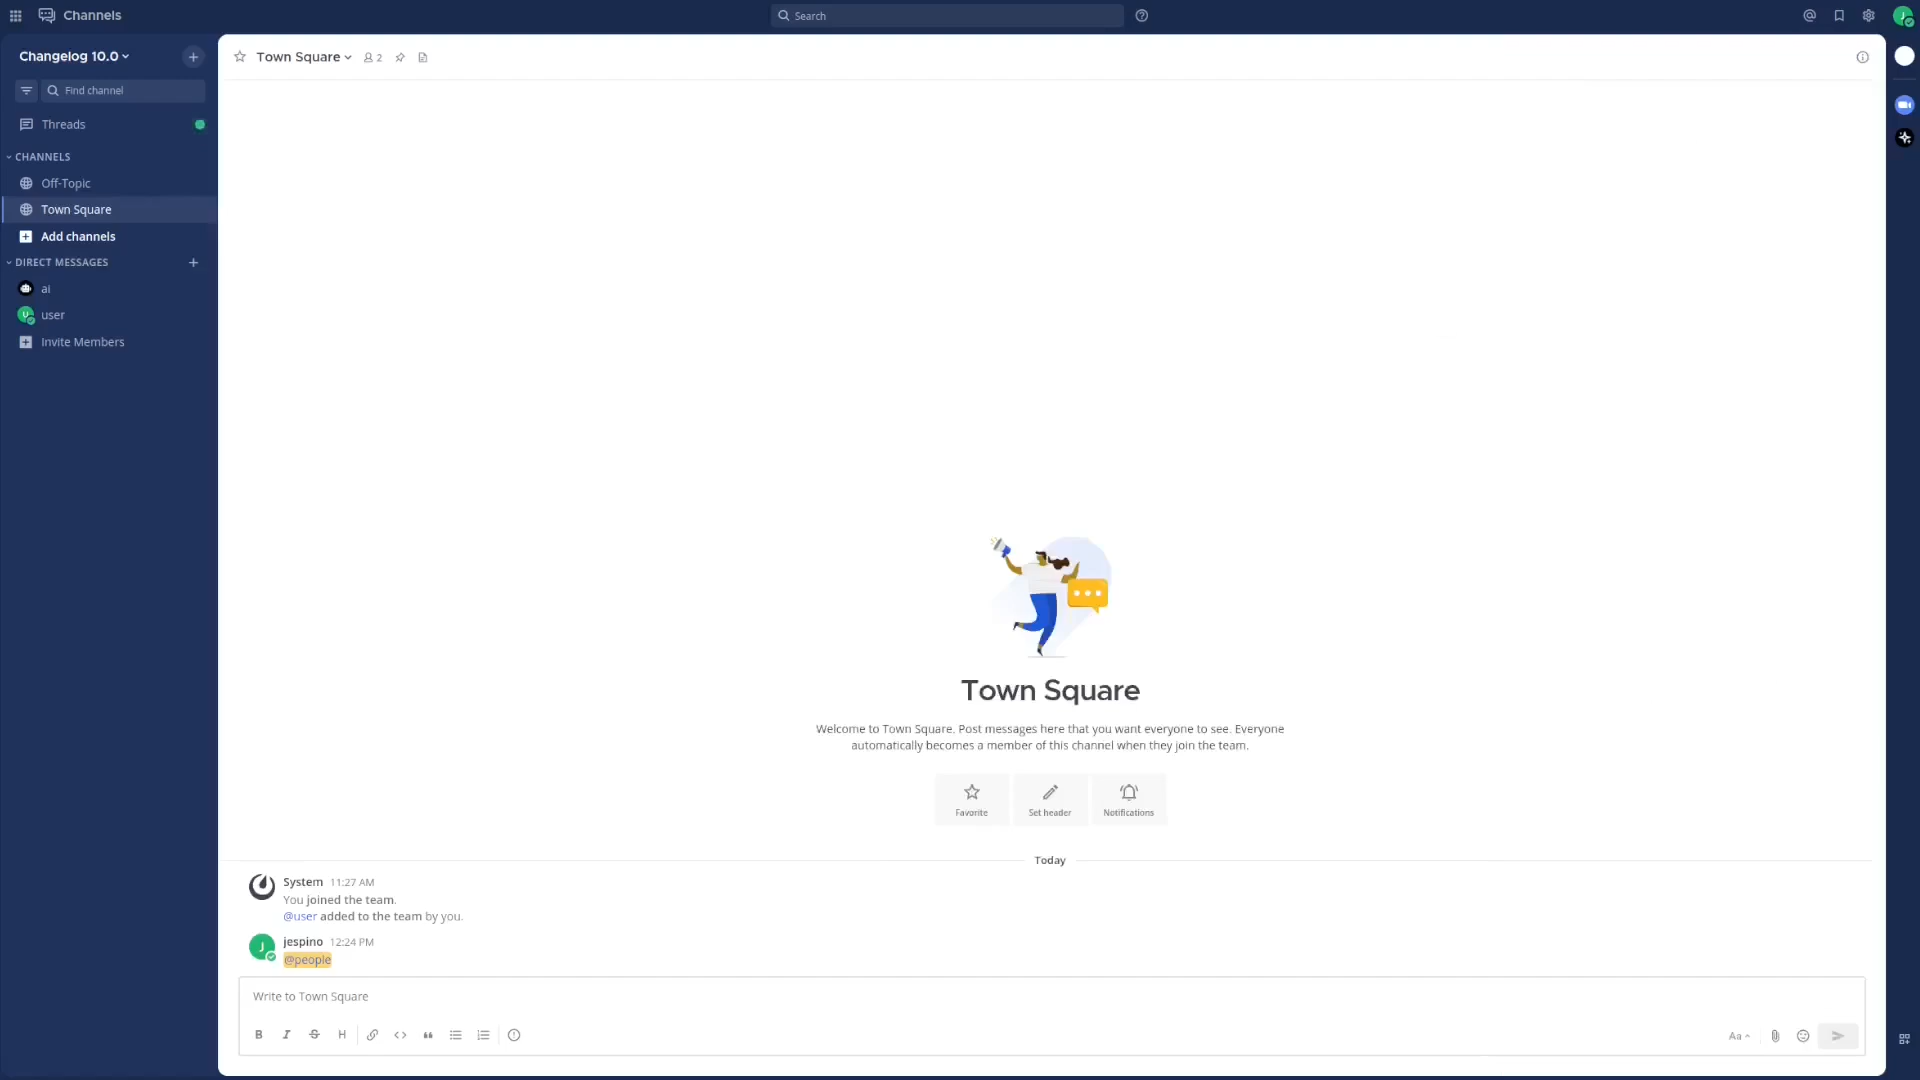 Channels
Search
Changelog 10.0
Find channel
Threads
CHANNELS
Off-Topic
Town Square
Add channels
DIRECT MESSAGES
ai
user
Invite Members
Town Square
2
Town Square
Welcome to Town Square. Post messages here that you want everyone to see. Everyone
automatically becomes a member of this channel when they join the team.
Favorite
Set header
Notifications
Today
System 11:27 AM
You joined the team.
@user added to the team by you.
J
jespino 12:24 PM
@people
Write to Town Square
B I S H
Aa